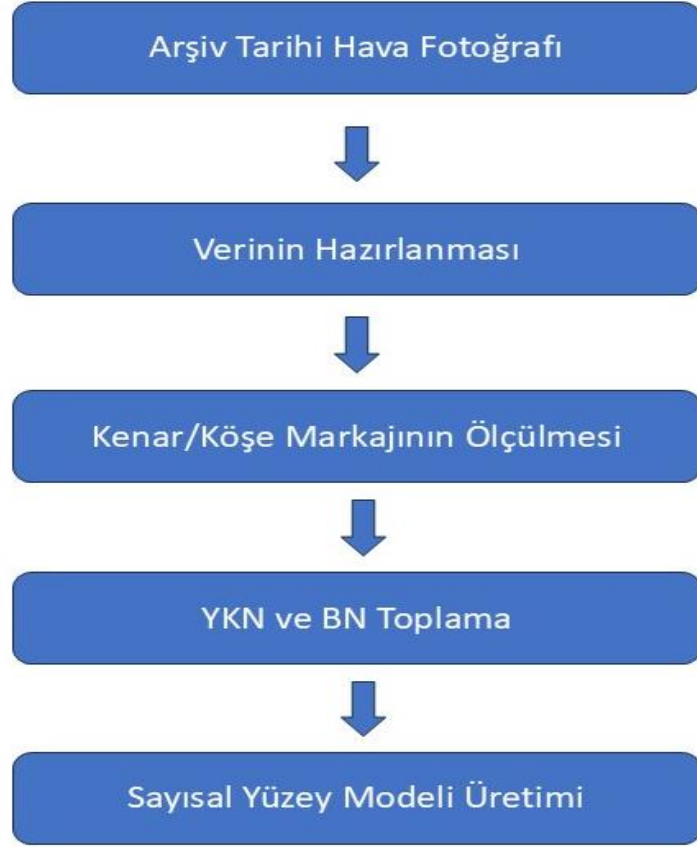 Arşiv Tarihi Hava Fotoğrafı
Verinin Hazırlanması
Kenar/Köşe Markajının Ölçülmesi
YKN ve BN Toplama
Sayısal Yüzey Modeli Üretimi